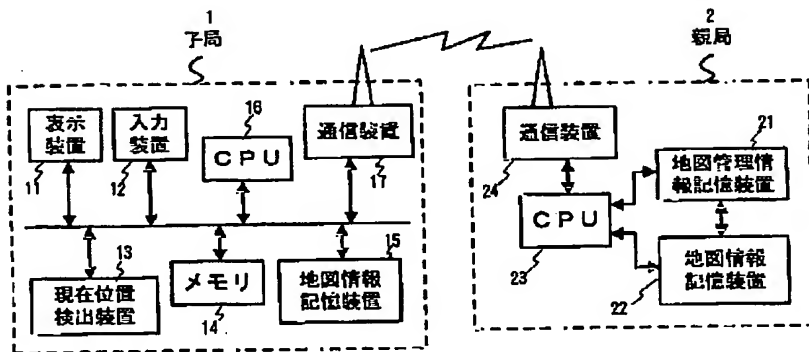 1
子局
2
親局
表示
装置
11
入力
装置
12
16
CPU
通信装置
17
13
現在位置
検出装置
メモリ
14
15
地図情報
記憶装置
通信装置
24
CPU
23
21
地図管理情
報記憶装置
地図情報
記憶装置
22